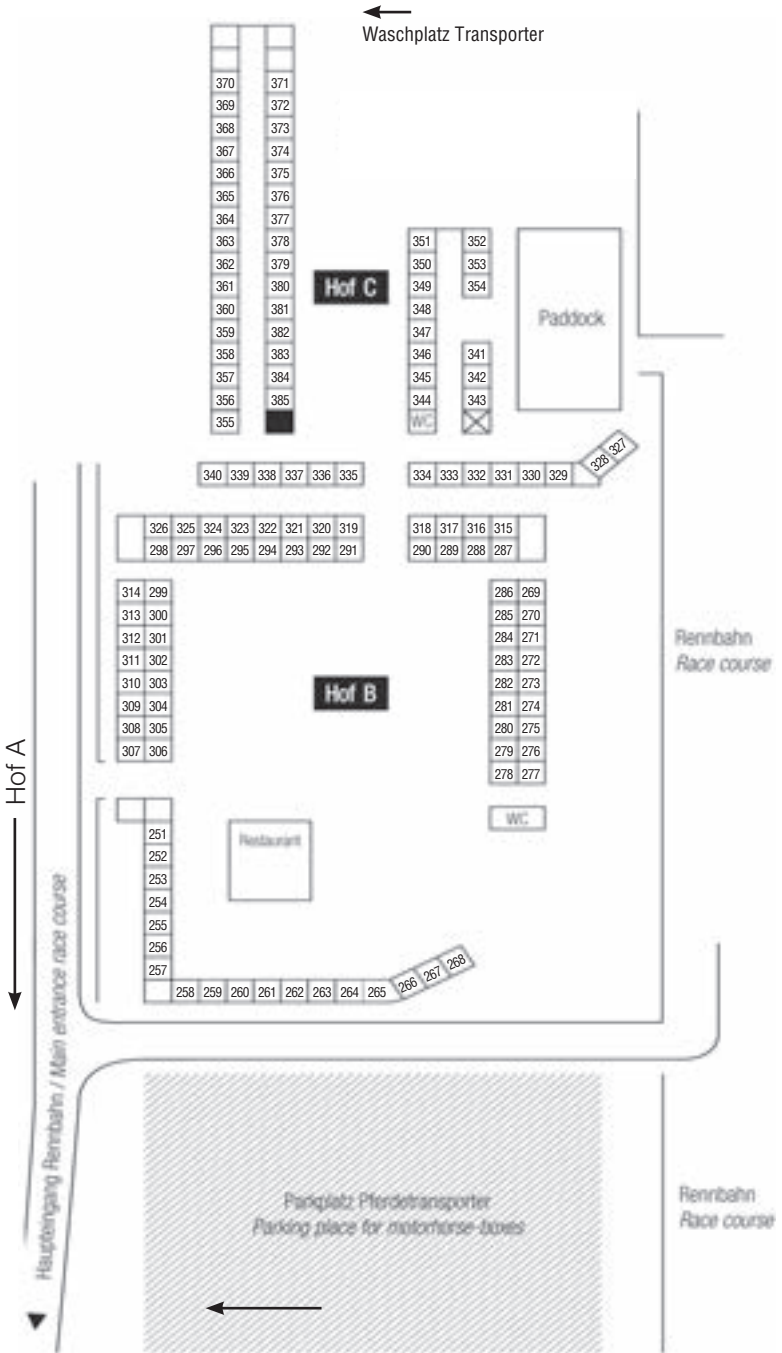 Waschplatz Transporter
370 371
369 372
368 373
367 374
366 375
365 376
364 377
363 378
362 379
361 380
360 381
359 382
358 383
357 384
356 385
355
Hof C
351 352
350 353
349 354
348
347
346 341
345 342
344 343
WC
Paddock
340 339 338 337 336 335
334 333 332 331 330 329 328 327
326 325 324 323 322 321 320 319
298 297 296 295 294 293 292 291
318 317 316 315
290 289 288 287
314 299
313 300
312 301
311 302
310 303
309 304
308 305
307 306
Hof B
286 269
285 270
284 271
283 272
282 273
281 274
280 275
279 276
278 277
WC
Rennbahn
Race course
Hof A
251
252
253
254
255
256
257
Restaurant
258 259 260 261 262 263 264 265 266 267 268
Haupteingang Rennbahn / Main entrance race course
Parkplatz Pferdetransporter
Parking place for motorhorse-boxes
Rennbahn
Race course